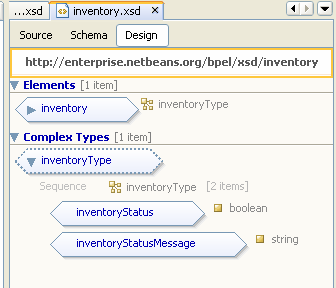 ...xsd inventory.xsd
Source Schema Design
http://enterprise.netbeans.org/bpel/xsd/inventory
Elements [1 item]
inventory inventoryType
Complex Types [1 item]
inventoryType
Sequence inventoryType [2 items]
inventoryStatus boolean
inventoryStatusMessage string